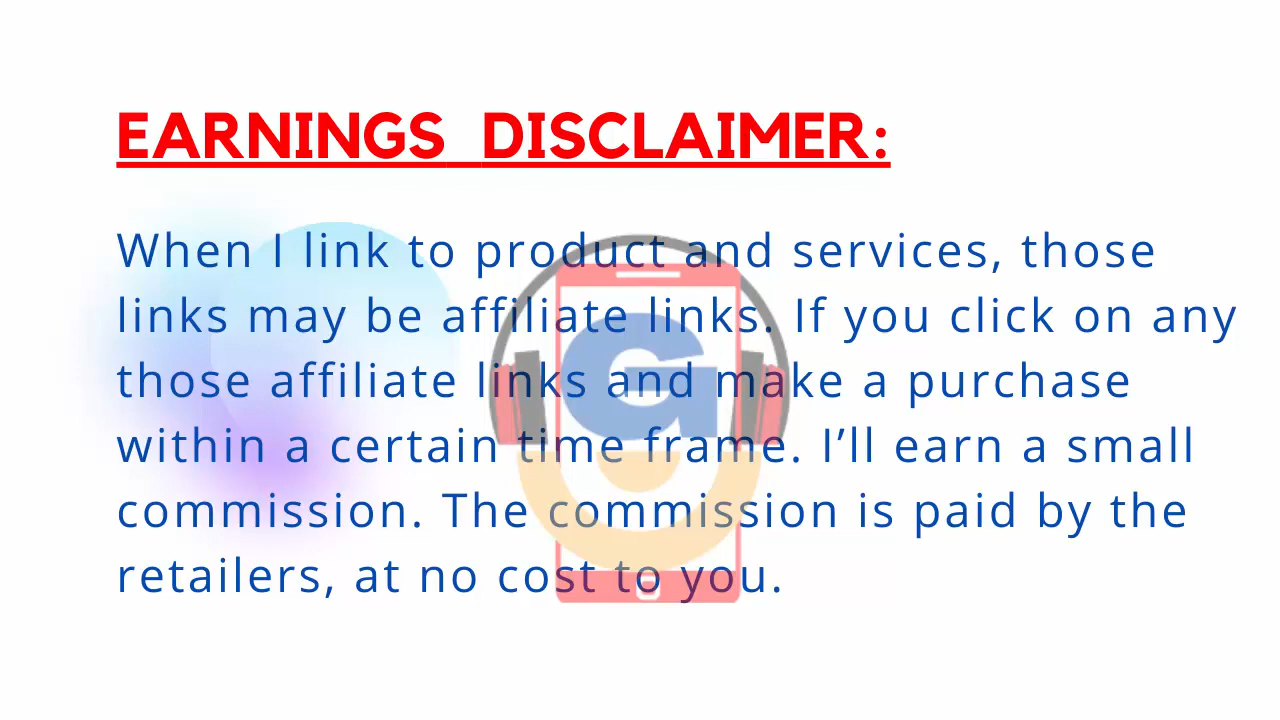 EARNINGS DISCLAIMER:
When I link to product and services, those
links may be affiliate links. If you click on any
those affiliate links and make a purchase
within a certain time frame. I’ll earn a small
commission. The commission is paid by the
retailers, at no cost to you.